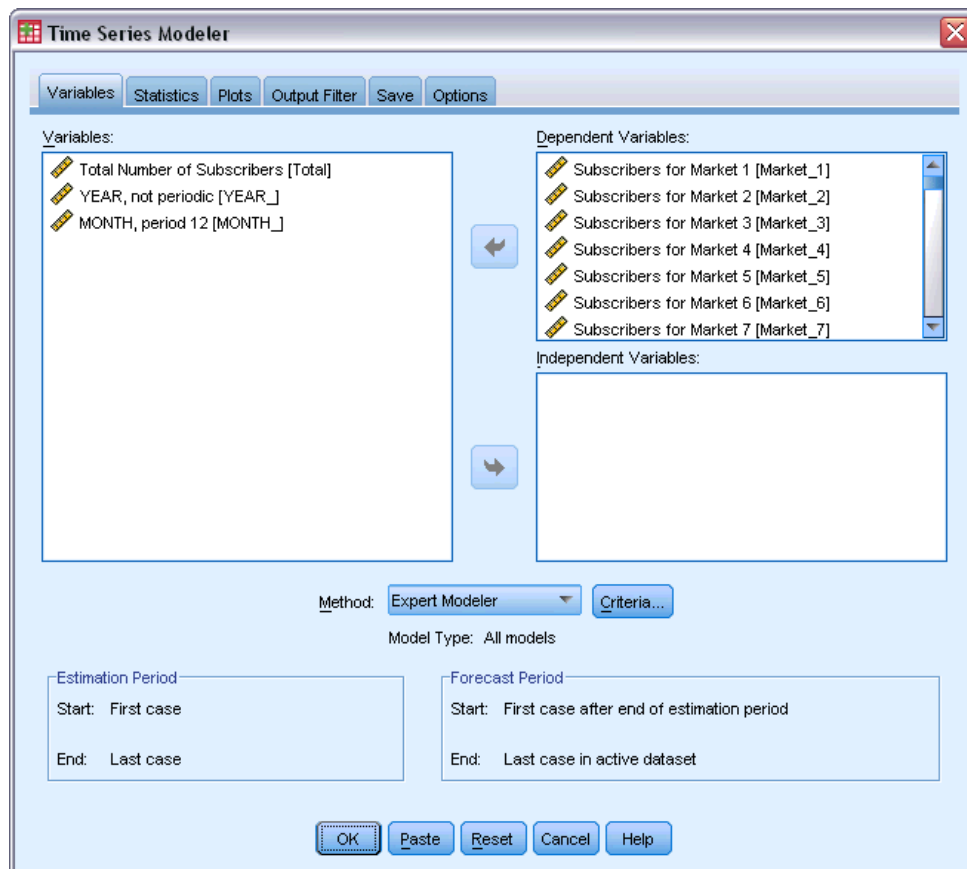 Time Series Modeler
Variables Statistics Plots Output Filter Save Options
Variables:
Total Number of Subscribers [Total]
YEAR, not periodic [YEAR_]
MONTH, period 12 [MONTH_]
Dependent Variables:
Subscribers for Market 1 [Market_1]
Subscribers for Market 2 [Market_2]
Subscribers for Market 3 [Market_3]
Subscribers for Market 4 [Market_4]
Subscribers for Market 5 [Market_5]
Subscribers for Market 6 [Market_6]
Subscribers for Market 7 [Market_7]
Independent Variables:
Method: Expert Modeler Criteria...
Model Type: All models
Estimation Period
Start: First case
End: Last case
Forecast Period
Start: First case after end of estimation period
End: Last case in active dataset
OK Paste Reset Cancel Help